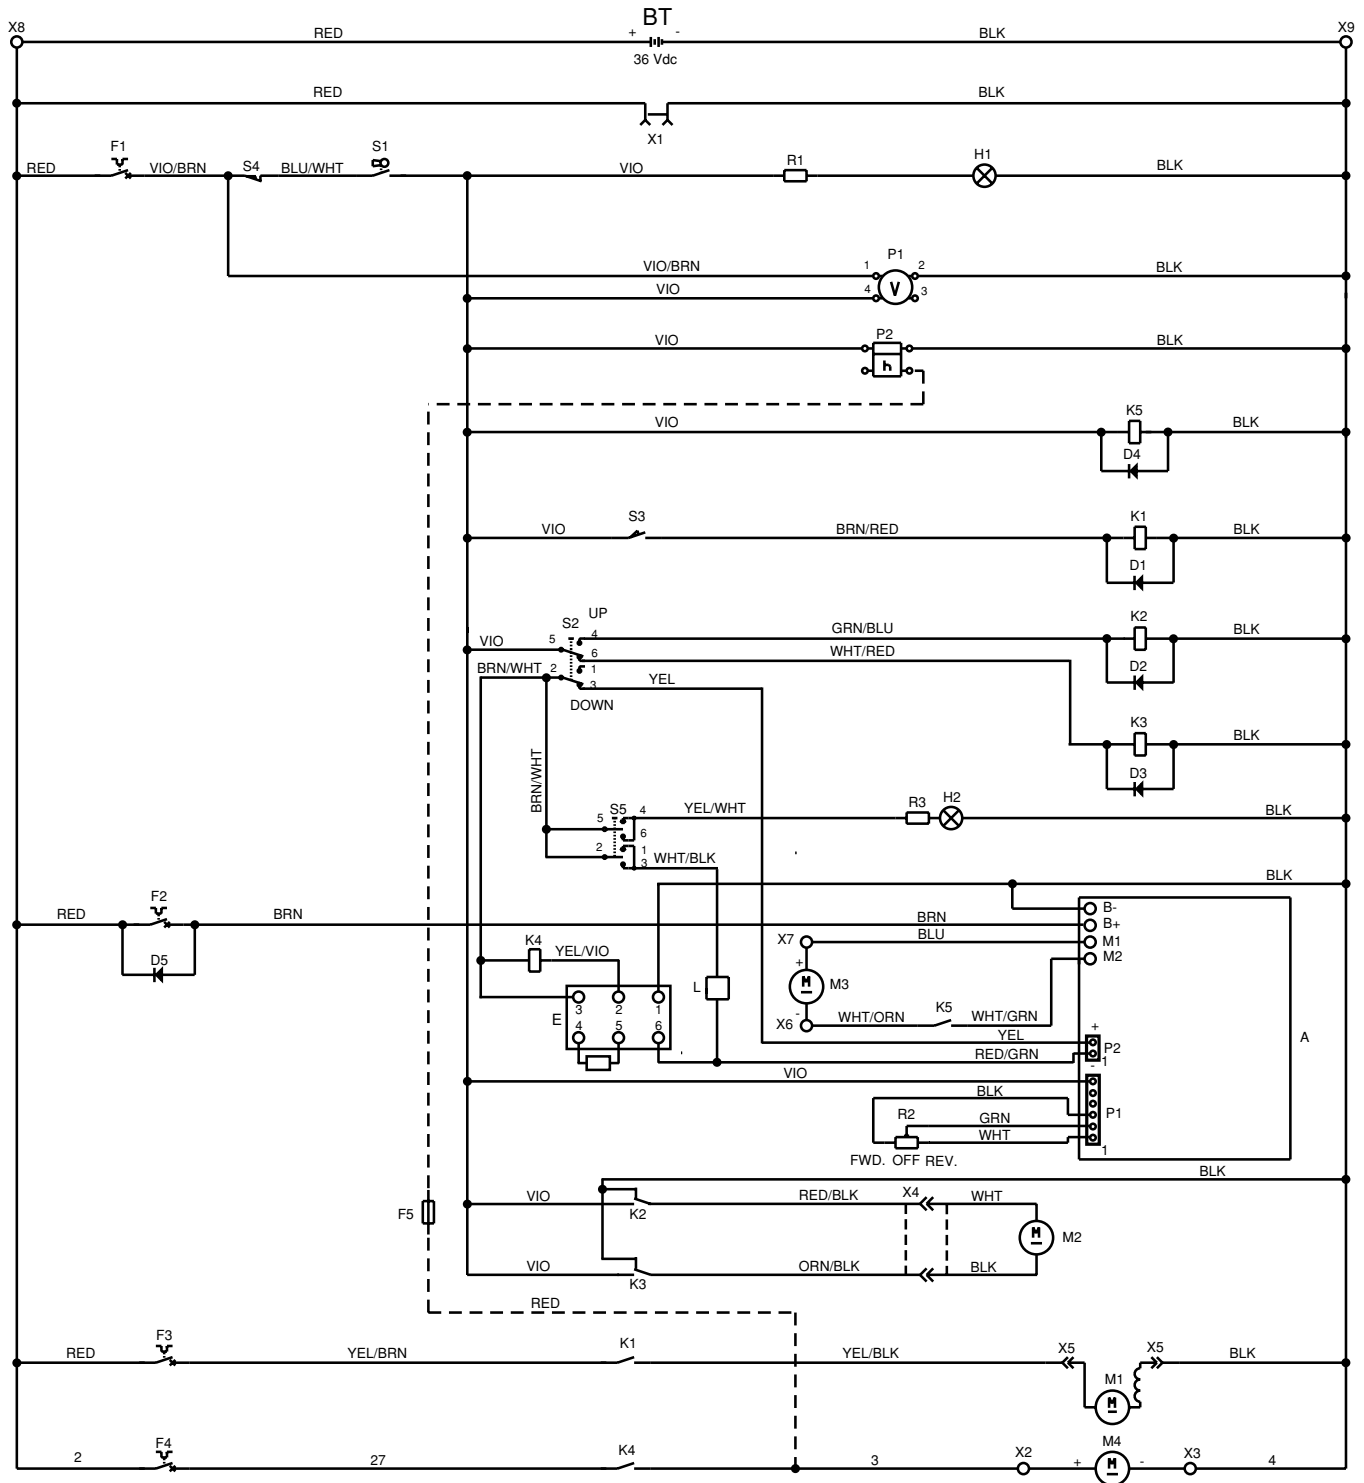 BT
X8
RED
+
-
BLK
X9
36 Vdc
RED
BLK
X1
F1
S4
S1
R1
H1
RED
VIO/BRN
BLU/WHT
VIO
BLK
P1
VIO/BRN
1
2
BLK
VIO
4
V
3
P2
VIO
BLK
h
K5
VIO
BLK
D4
S3
K1
VIO
BRN/RED
BLK
D1
UP
K2
S2
GRN/BLU
BLK
VIO
5
4
6
WHT/RED
BRN/WHT
2
1
3
YEL
D2
DOWN
K3
BLK
D3
BRN/WHT
S5
4
YEL/WHT
R3
H2
BLK
5
6
2
1
3
WHT/BLK
BLK
F2
RED
BRN
BRN
B-
B+
BLU
M1
M2
D5
K4
YEL/VIO
X7
+
M
M3
-
X6
L
E
3
2
1
4
5
6
WHT/ORN
K5
WHT/GRN
YEL
+
P2
1
-
A
RED/GRN
VIO
BLK
R2
GRN
P1
WHT
1
FWD. OFF REV.
BLK
F5
VIO
K2
RED/BLK
X4
WHT
M
M2
VIO
K3
ORN/BLK
BLK
RED
F3
K1
X5
X5
RED
YEL/BRN
YEL/BLK
BLK
M1
M
F4
K4
X2
M4
X3
2
27
3
+
M
-
4